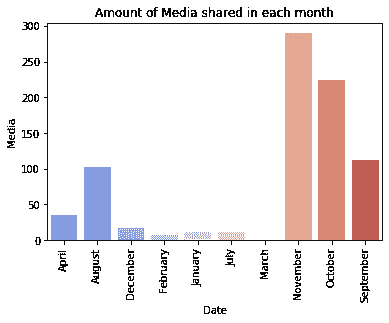 Amount of Media shared in each month
300
250
200
150
100
50
0
Media
April
August
December
February
January
July
March
November
October
September
Date